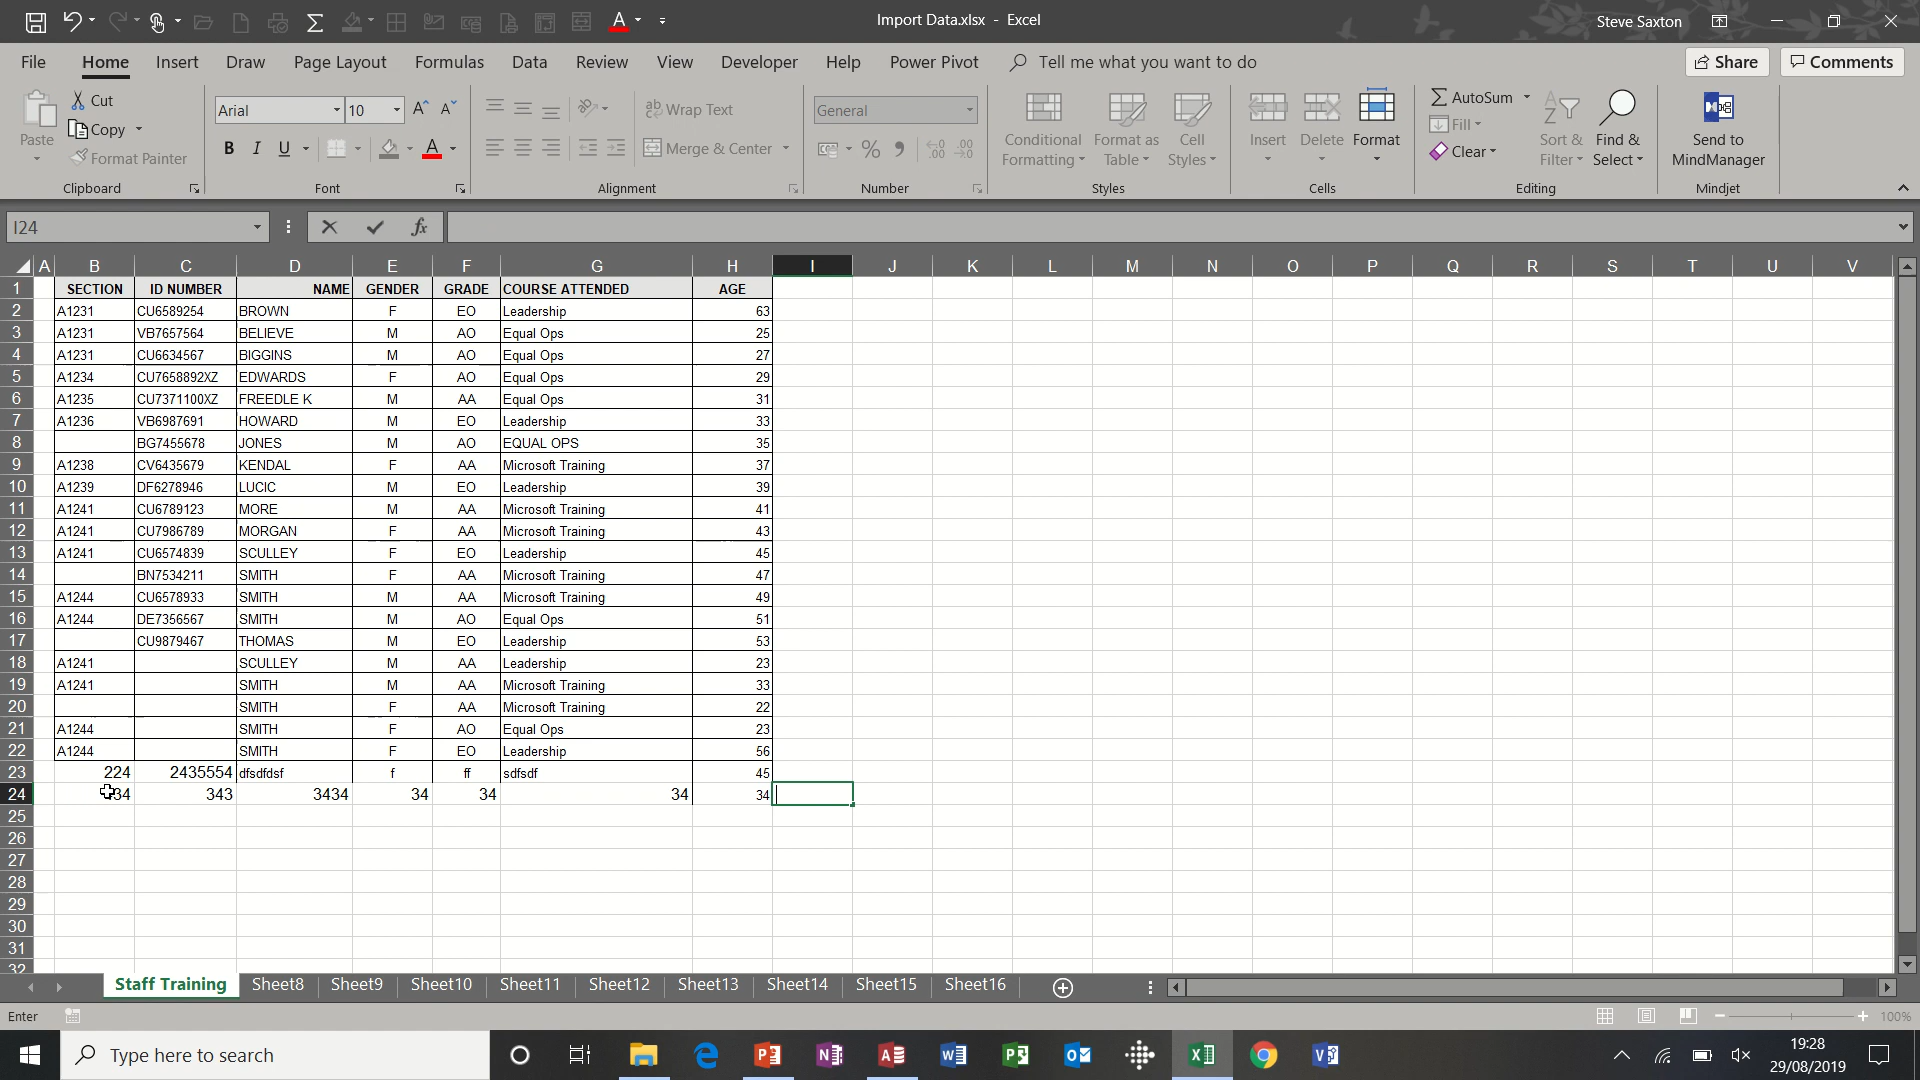 Import Data.xlsx - Excel
Steve Saxton
File Home Insert Draw Page Layout Formulas Data Review View Developer Help Power Pivot Tell me what you want to do Share Comments
Paste Cut Copy Format Painter
Arial 10
B I U A
Wrap Text
Merge & Center
General
Conditional Formatting
Format as Table
Cell Styles
Insert Delete Format
AutoSum
Fill
Clear
Sort & Filter
Find & Select
Send to MindManager
Clipboard Font Alignment Number Styles Cells Editing Mindjet
I24 fx
A B C D E F G H I J K L M N O P Q R S T U V
1 SECTION ID NUMBER NAME GENDER GRADE COURSE ATTENDED AGE
2 A1231 CU6589254 BROWN F EO Leadership 63
3 A1231 VB7657564 BELIEVE M AO Equal Ops 25
4 A1231 CU6634567 BIGGINS M AO Equal Ops 27
5 A1234 CU7658892XZ EDWARDS F AO Equal Ops 29
6 A1235 CU7371100XZ FREEDLE K M AA Equal Ops 31
7 A1236 VB6987691 HOWARD M EO Leadership 33
8 BG7455678 JONES M AO EQUAL OPS 35
9 A1238 CV6435679 KENDAL F AA Microsoft Training 37
10 A1239 DF6278946 LUCIC M EO Leadership 39
11 A1241 CU6789123 MORE M AA Microsoft Training 41
12 A1241 CU7986789 MORGAN F AA Microsoft Training 43
13 A1241 CU6574839 SCULLEY F EO Leadership 45
14 BN7534211 SMITH F AA Microsoft Training 47
15 A1244 CU6578933 SMITH M AA Microsoft Training 49
16 A1244 DE7356567 SMITH M AO Equal Ops 51
17 CU9879467 THOMAS M EO Leadership 53
18 A1241 SCULLEY M AA Leadership 23
19 A1241 SMITH M AA Microsoft Training 33
20 SMITH F AA Microsoft Training 22
21 A1244 SMITH F AO Equal Ops 23
22 A1244 SMITH F EO Leadership 56
23 224 2435554 dfsdfdsf f ff sdfsdf 45
24 343 3434 34 34 34 34
25
26
27
28
29
30
31
32
Staff Training Sheet8 Sheet9 Sheet10 Sheet11 Sheet12 Sheet13 Sheet14 Sheet15 Sheet16
Enter 100%
Type here to search
19:28
29/08/2019